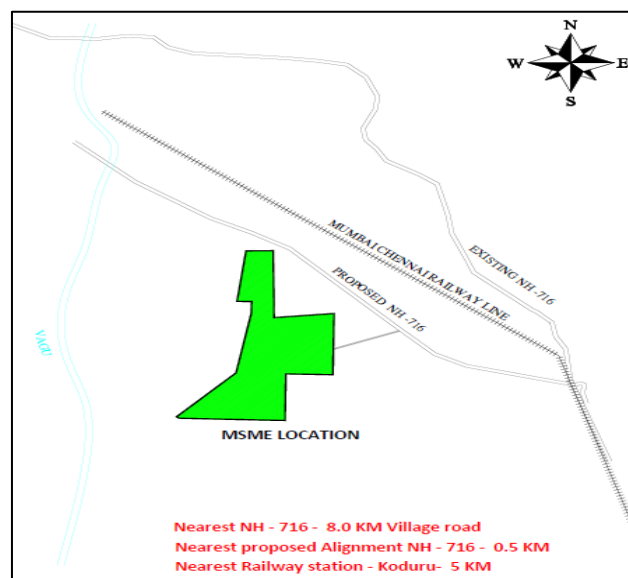 N
W E
S
MUMBAI CHENNAI RAILWAY LINE
EXISTING NH -716
PROPOSED NH -716
VAGU
MSME LOCATION
Nearest NH - 716 - 8.0 KM Village road
Nearest proposed Alignment NH - 716 - 0.5 KM
Nearest Railway station - Koduru- 5 KM